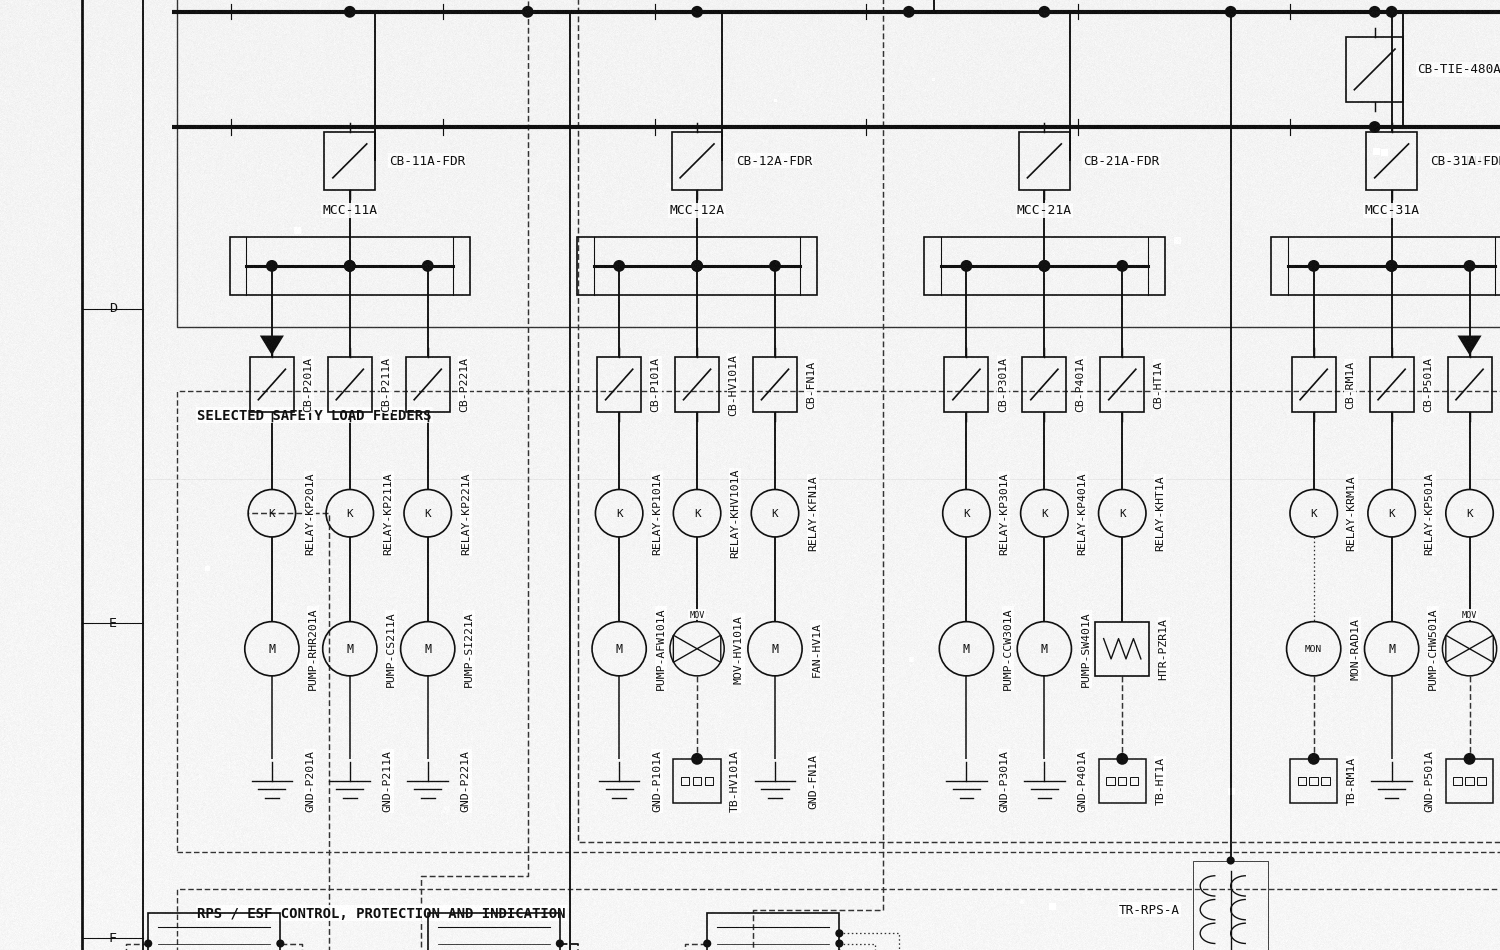 CB-TIE-480A
CB-11A-FDR
CB-12A-FDR
CB-21A-FDR
CB-31A-FDR
MCC-11A
MCC-12A
MCC-21A
MCC-31A
D
CB-P201A
CB-P211A
CB-P221A
CB-P101A
CB-HV101A
CB-FN1A
CB-P301A
CB-P401A
CB-HT1A
CB-RM1A
CB-P501A
SELECTED SAFETY LOAD FEEDERS
K
RELAY-KP201A
K
RELAY-KP211A
K
RELAY-KP221A
K
RELAY-KP101A
K
RELAY-KHV101A
K
RELAY-KFN1A
K
RELAY-KP301A
K
RELAY-KP401A
K
RELAY-KHT1A
K
RELAY-KRM1A
K
RELAY-KP501A
K
E
M
PUMP-RHR201A
M
PUMP-CS211A
M
PUMP-SI221A
M
PUMP-AFW101A
MOV
MOV-HV101A
M
FAN-HV1A
M
PUMP-CCW301A
M
PUMP-SW401A
HTR-PZR1A
MON
MON-RAD1A
M
PUMP-CHW501A
MOV
GND-P201A
GND-P211A
GND-P221A
GND-P101A
TB-HV101A
GND-FN1A
GND-P301A
GND-P401A
TB-HT1A
TB-RM1A
GND-P501A
RPS / ESF CONTROL, PROTECTION AND INDICATION
TR-RPS-A
F